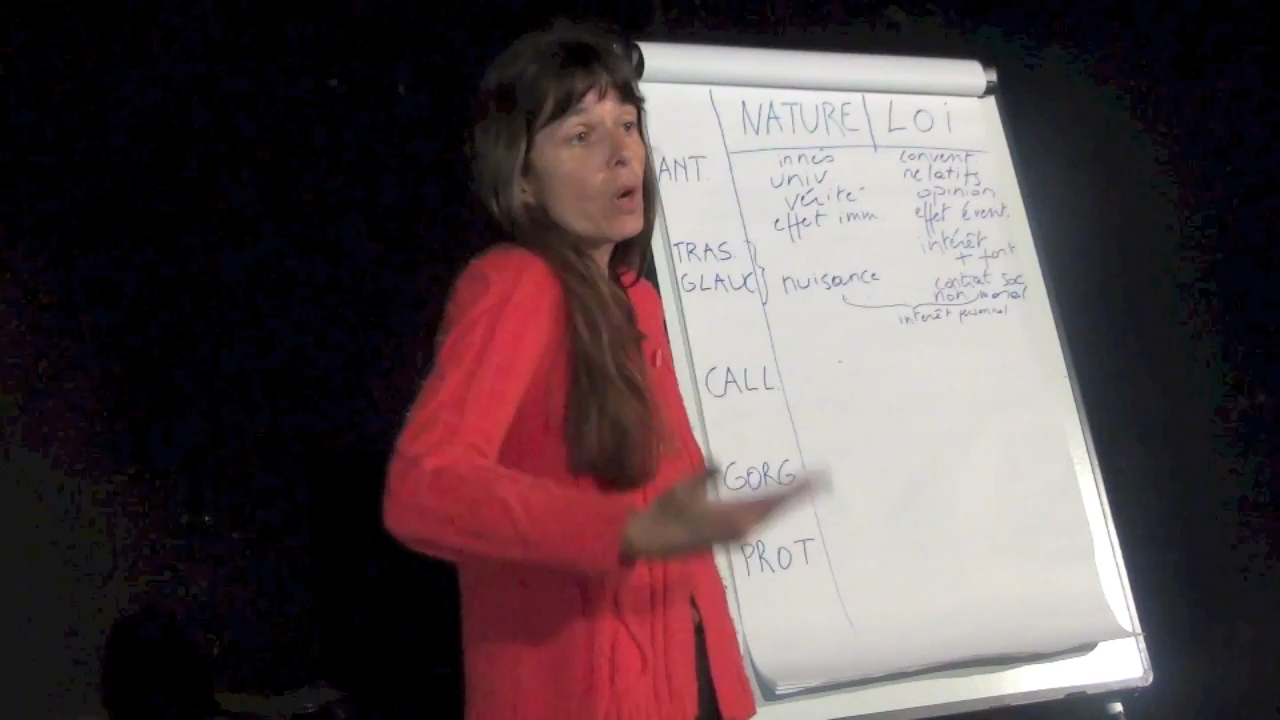 NATURE | LOi
ANT. innés convent
univ relatifs
vérité opinion
effet imm. effet évent.
TRAS. intérêt
+ fort
GLAUC nuisance contrat soc
non moral
intérêt personnel
CALL.
GORG
PROT